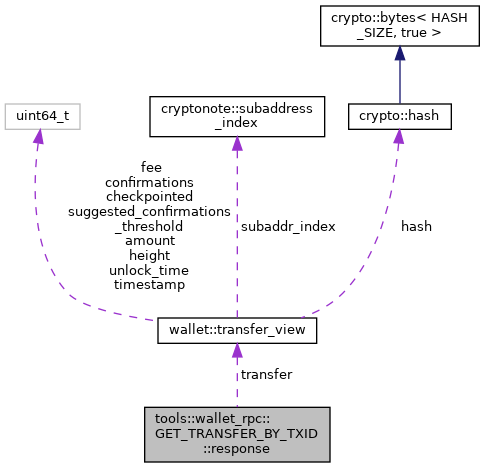 crypto::bytes< HASH
_SIZE, true >
uint64_t
cryptonote::subaddress
_index
crypto::hash
fee
confirmations
checkpointed
suggested_confirmations
_threshold
amount
height
unlock_time
timestamp
subaddr_index
hash
wallet::transfer_view
transfer
tools::wallet_rpc::
GET_TRANSFER_BY_TXID
::response